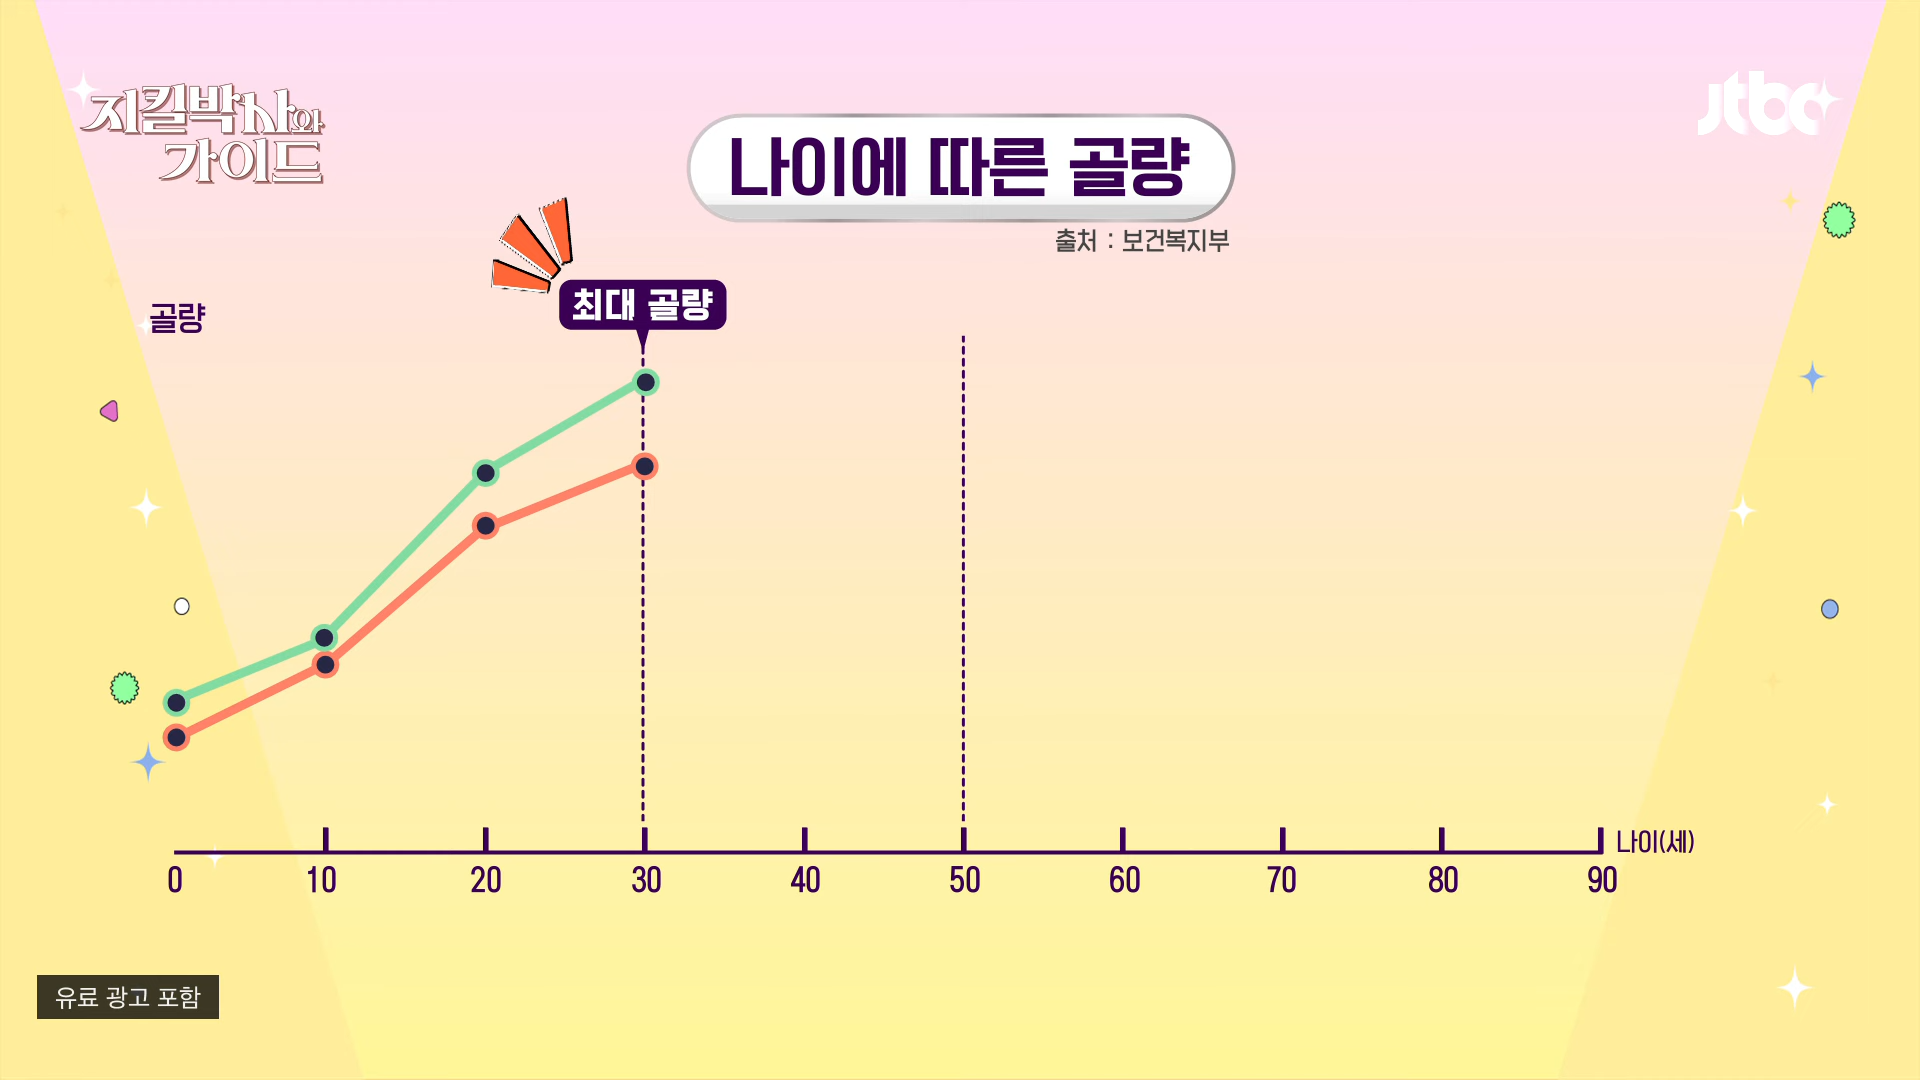 지킬박사와
가이드
jtbc
나이에 따른 골량
출처 : 보건복지부
최대 골량
골량
나이(세)
0 10 20 30 40 50 60 70 80 90
유료 광고 포함